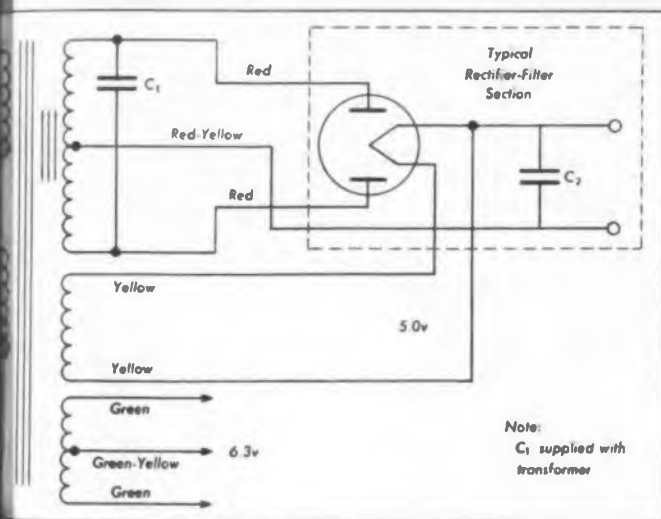 Typical
Rectifier-Filter
Section
Red
C₁
Red-Yellow
Red
C₂
Yellow
5.0v
Yellow
Green
6.3v
Green-Yellow
Green
Note:
C₁ supplied with
transformer